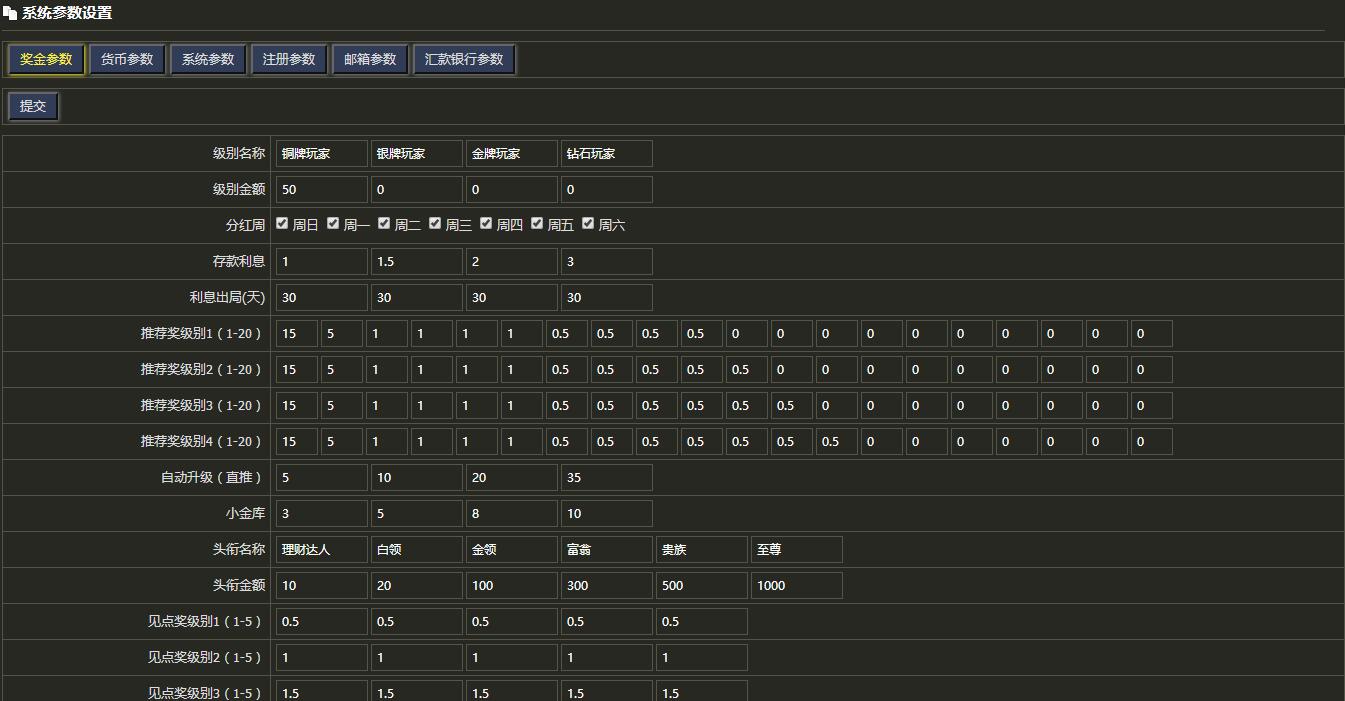 系统参数设置
奖金参数 货币参数 系统参数 注册参数 邮箱参数 汇款银行参数
提交
级别名称 铜牌玩家 银牌玩家 金牌玩家 钻石玩家
级别金额 50 0 0 0
分红周 周日 周一 周二 周三 周四 周五 周六
存款利息 1 1.5 2 3
利息出局(天) 30 30 30 30
推荐奖级别1（1-20） 15 5 1 1 1 1 0.5 0.5 0.5 0.5 0 0 0 0 0 0 0 0 0 0
推荐奖级别2（1-20） 15 5 1 1 1 1 0.5 0.5 0.5 0.5 0.5 0 0 0 0 0 0 0 0 0
推荐奖级别3（1-20） 15 5 1 1 1 1 0.5 0.5 0.5 0.5 0.5 0.5 0 0 0 0 0 0 0 0
推荐奖级别4（1-20） 15 5 1 1 1 1 0.5 0.5 0.5 0.5 0.5 0.5 0.5 0 0 0 0 0 0 0
自动升级（直推） 5 10 20 35
小金库 3 5 8 10
头衔名称 理财达人 白领 金领 富翁 贵族 至尊
头衔金额 10 20 100 300 500 1000
见点奖级别1（1-5） 0.5 0.5 0.5 0.5 0.5
见点奖级别2（1-5） 1 1 1 1 1
见点奖级别3（1-5） 1.5 1.5 1.5 1.5 1.5